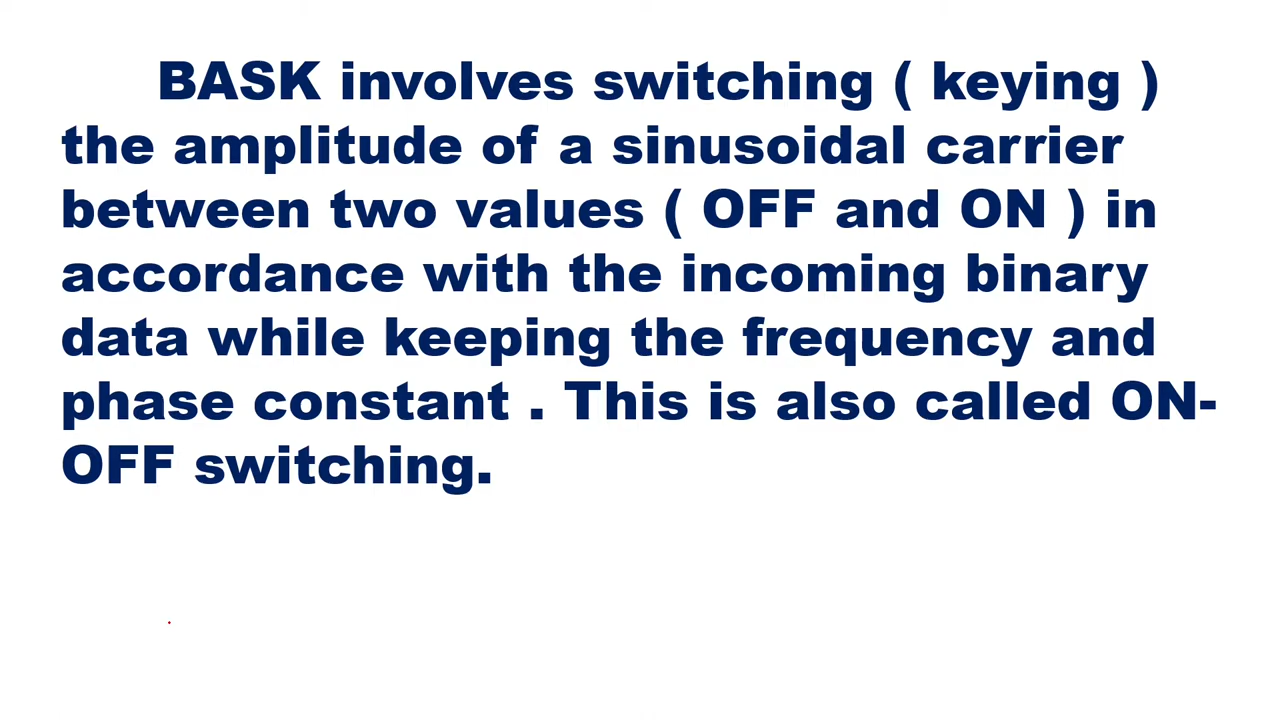 BASK involves switching ( keying )
the amplitude of a sinusoidal carrier
between two values ( OFF and ON ) in
accordance with the incoming binary
data while keeping the frequency and
phase constant . This is also called ON-
OFF switching.